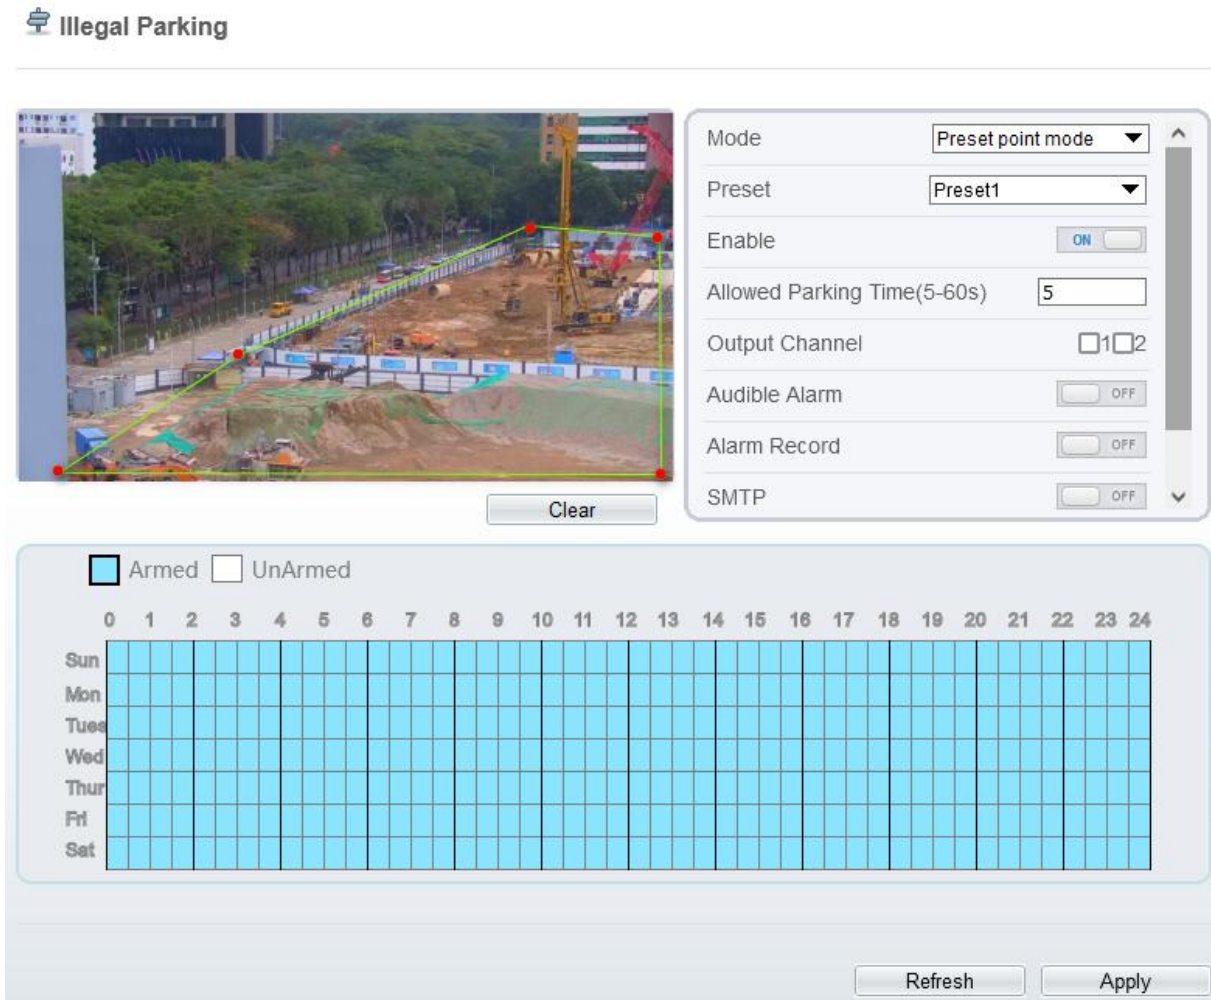 Illegal Parking
Mode Preset point mode
Preset Preset1
Enable ON
Allowed Parking Time(5-60s) 5
Output Channel 1 2
Audible Alarm OFF
Alarm Record OFF
SMTP OFF
Clear
Armed UnArmed
0 1 2 3 4 5 6 7 8 9 10 11 12 13 14 15 16 17 18 19 20 21 22 23 24
Sun
Mon
Tues
Wed
Thur
Fri
Sat
Refresh Apply